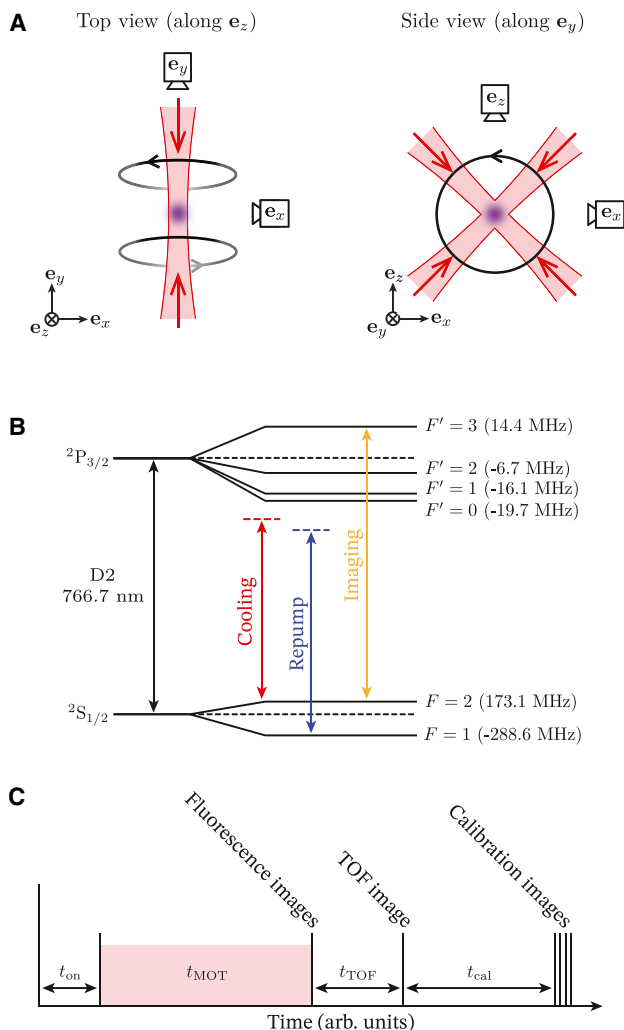 A
Top view (along e_z)
Side view (along e_y)
e_y
e_z
e_x
e_x
e_y
e_z
e_x
e_z
e_y
e_x
B
F′ = 3 (14.4 MHz)
²P₃/₂
F′ = 2 (-6.7 MHz)
F′ = 1 (-16.1 MHz)
F′ = 0 (-19.7 MHz)
D2
766.7 nm
Cooling
Repump
Imaging
F = 2 (173.1 MHz)
²S₁/₂
F = 1 (-288.6 MHz)
C
Fluorescence images
TOF image
Calibration images
t_on
t_MOT
t_TOF
t_cal
Time (arb. units)